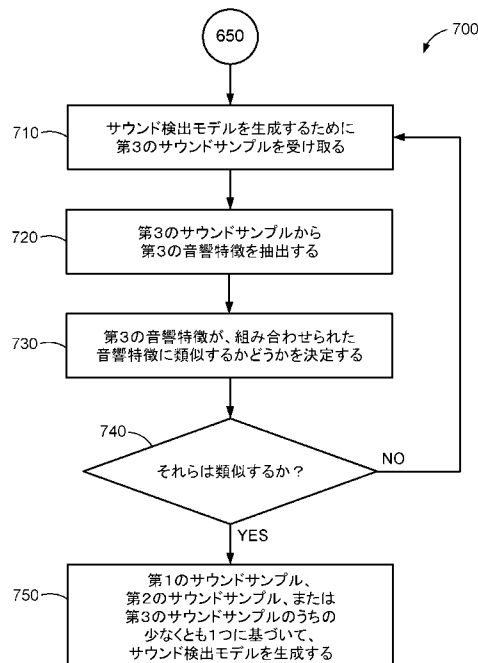 650
700
710
サウンド検出モデルを生成するために
第3のサウンドサンプルを受け取る
720
第3のサウンドサンプルから
第3の音響特徴を抽出する
730
第3の音響特徴が、組み合わせられた
音響特徴に類似するかどうかを決定する
740
それらは類似するか？
NO
YES
750
第1のサウンドサンプル、
第2のサウンドサンプル、または
第3のサウンドサンプルのうちの
少なくとも1つに基づいて、
サウンド検出モデルを生成する